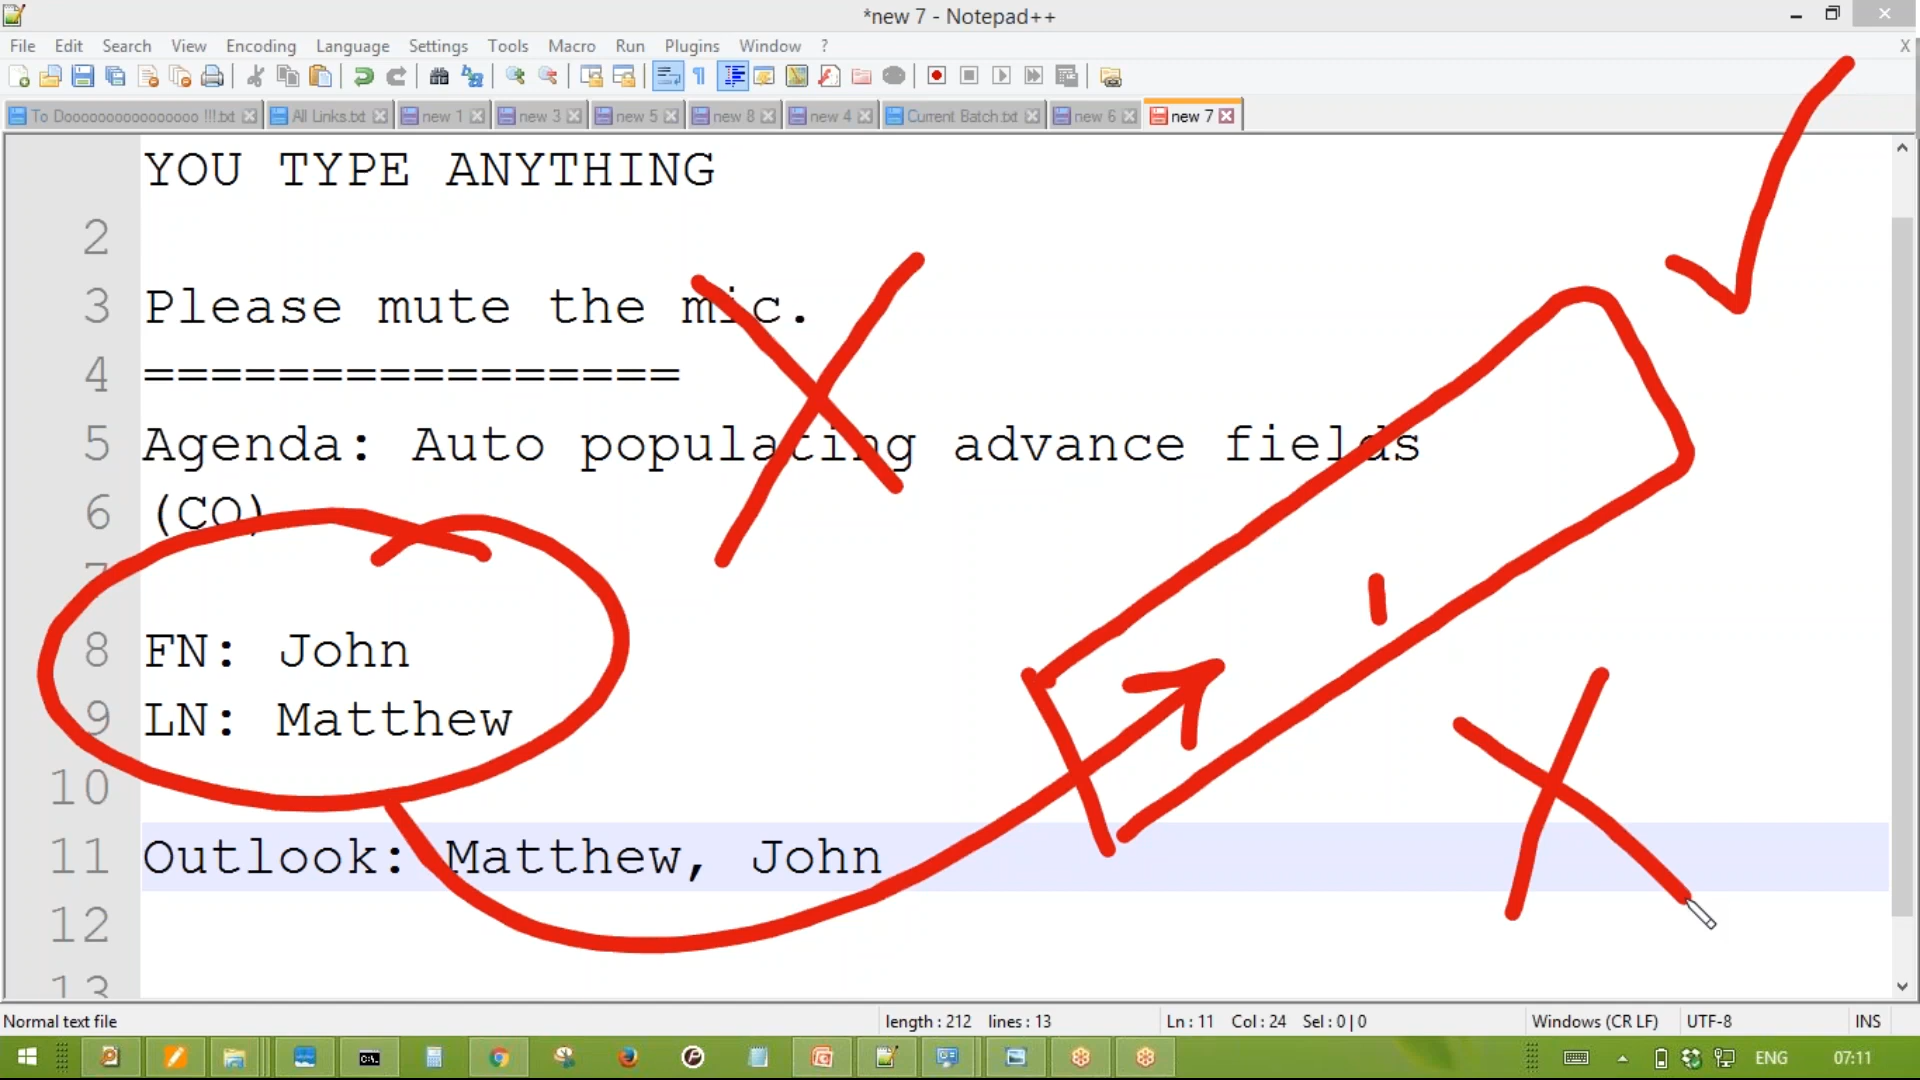 *new 7 - Notepad++
File Edit Search View Encoding Language Settings Tools Macro Run Plugins Window ? X
To Dooooooooooooooooo !!!.txt All Links.txt new 1 new 3 new 5 new 8 new 4 Current Batch.txt new 6 new 7
YOU TYPE ANYTHING
2
3 Please mute the mic.
4 ================
5 Agenda: Auto populating advance fields
6 (CO)
7
8 FN: John
9 LN: Matthew
10
11 Outlook: Matthew, John
12
13
Normal text file length : 212 lines : 13 Ln : 11 Col : 24 Sel : 0 | 0 Windows (CR LF) UTF-8 INS
ENG 07:11